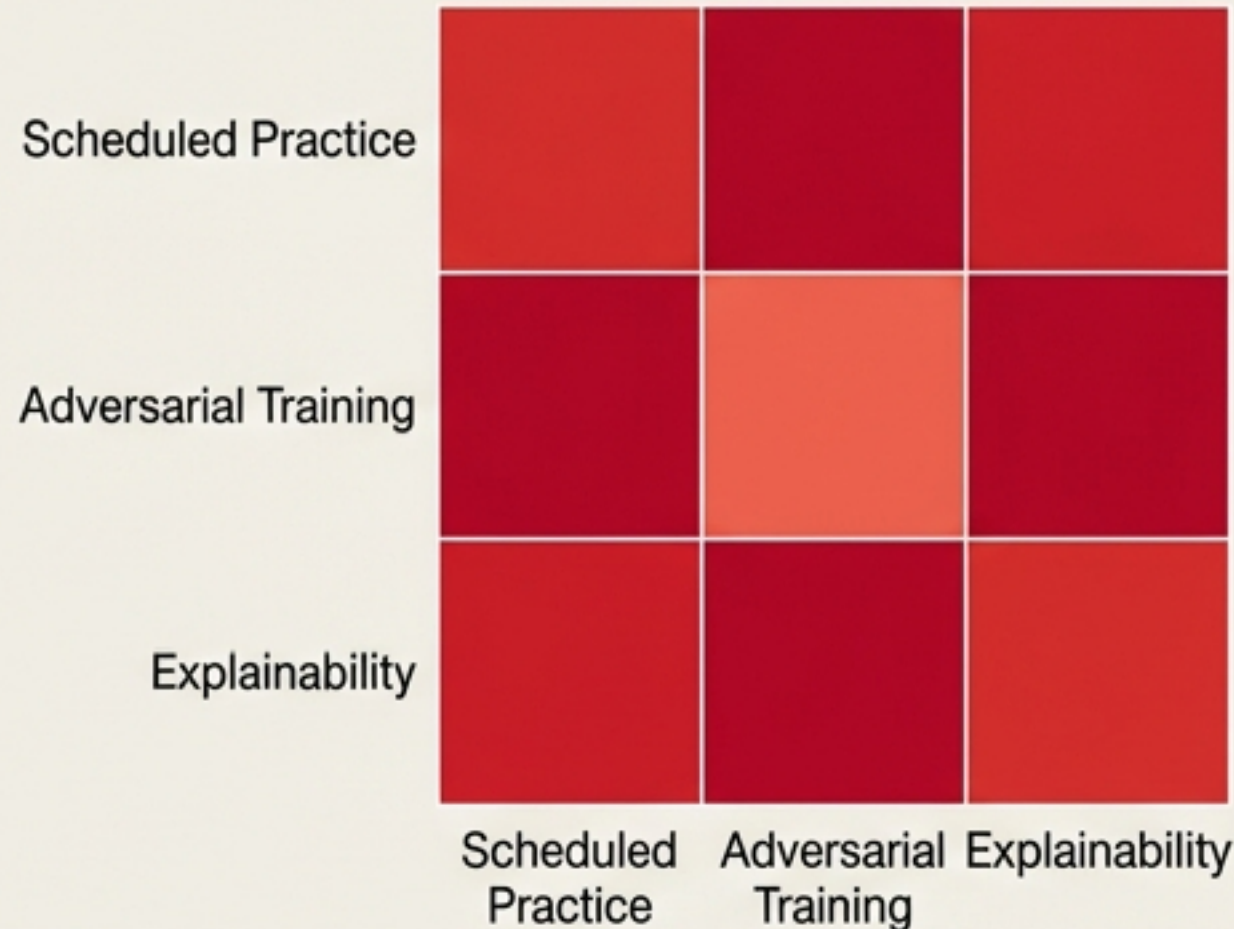 Scheduled Practice
Adversarial Training
Explainability
Scheduled
Practice
Adversarial
Training
Explainability